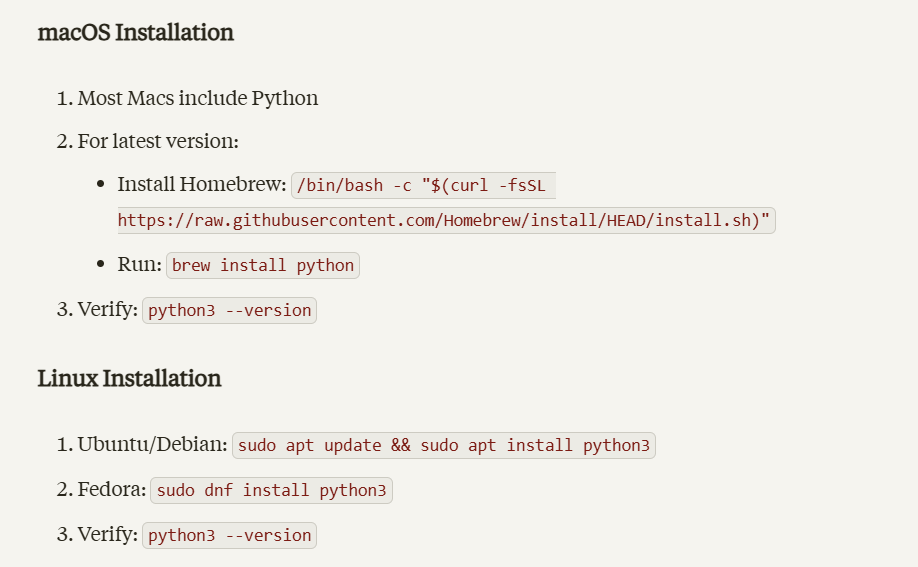 macOS Installation
1. Most Macs include Python
2. For latest version:
• Install Homebrew: /bin/bash -c "$(curl -fsSL
https://raw.githubusercontent.com/Homebrew/install/HEAD/install.sh)"
• Run: brew install python
3. Verify: python3 --version
Linux Installation
1. Ubuntu/Debian: sudo apt update && sudo apt install python3
2. Fedora: sudo dnf install python3
3. Verify: python3 --version